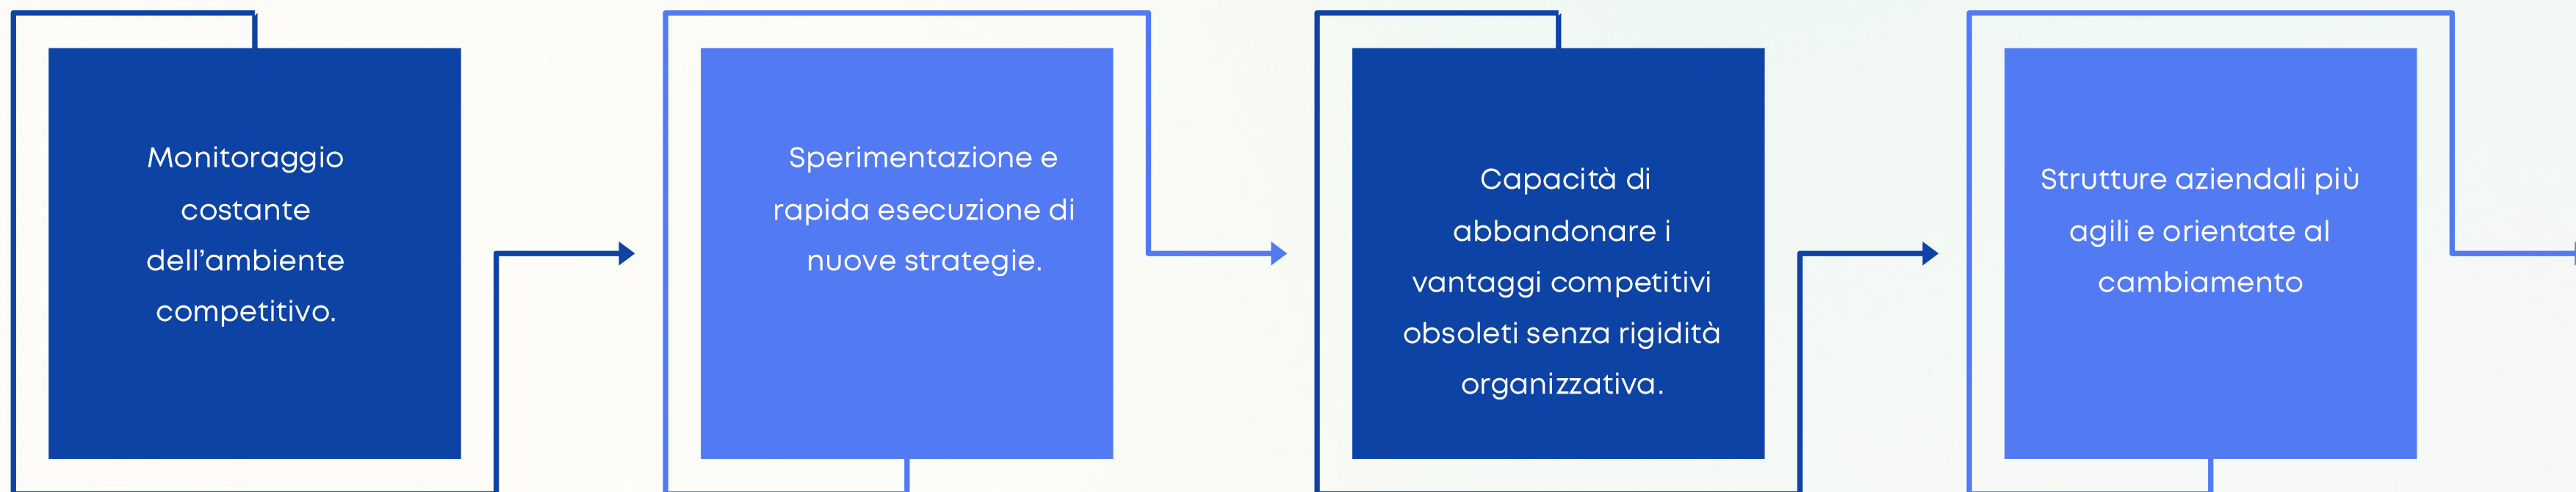 Monitoraggio
costante
dell’ambiente
competitivo.
Sperimentazione e
rapida esecuzione di
nuove strategie.
Capacità di
abbandonare i
vantaggi competitivi
obsoleti senza rigidità
organizzativa.
Strutture aziendali più
agili e orientate al
cambiamento